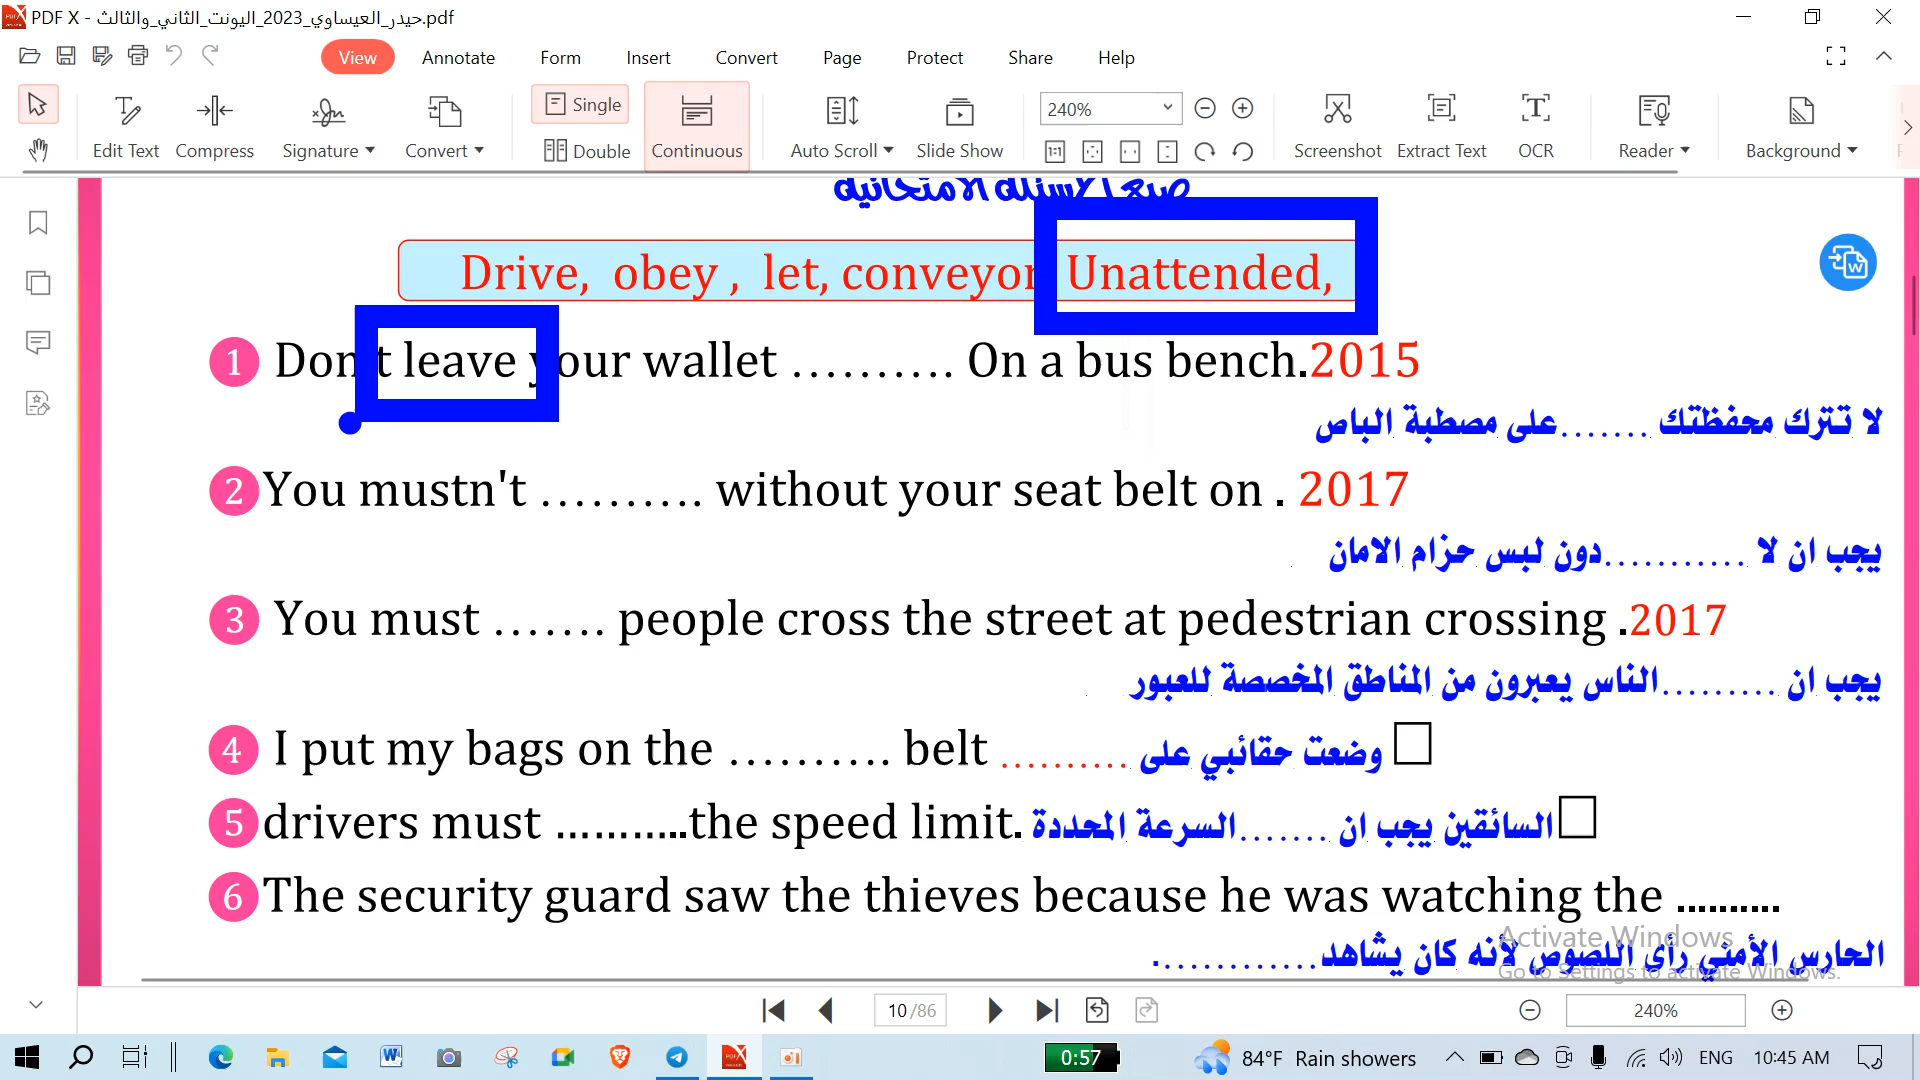 PDF X - حيدر_العيساوي_2023_اليونت_الثاني_والثالث.pdf
View Annotate Form Insert Convert Page Protect Share Help
Edit Text Compress Signature Convert Single Double Continuous Auto Scroll Slide Show 240% Screenshot Extract Text OCR Reader Background
صيغ الاسئلة الامتحانية
Drive, obey , let, conveyor Unattended,
1 Don't leave your wallet .......... On a bus bench.2015
لا تترك محفظتك .......على مصطبة الباص
2 You mustn't .......... without your seat belt on . 2017
يجب ان لا ...........دون لبس حزام الامان
3 You must ....... people cross the street at pedestrian crossing .2017
يجب ان .........الناس يعبرون من المناطق المخصصة للعبور
4 I put my bags on the .......... belt .......... وضعت حقائبي على
5 drivers must ...........the speed limit. السائقين يجب ان .......السرعة المحددة
6 The security guard saw the thieves because he was watching the ..........
الحارس الأمني رأى اللصوص لأنه كان يشاهد.............
Activate Windows
Go to Settings to activate Windows.
10 /86 240%
0:57 84°F Rain showers ENG 10:45 AM